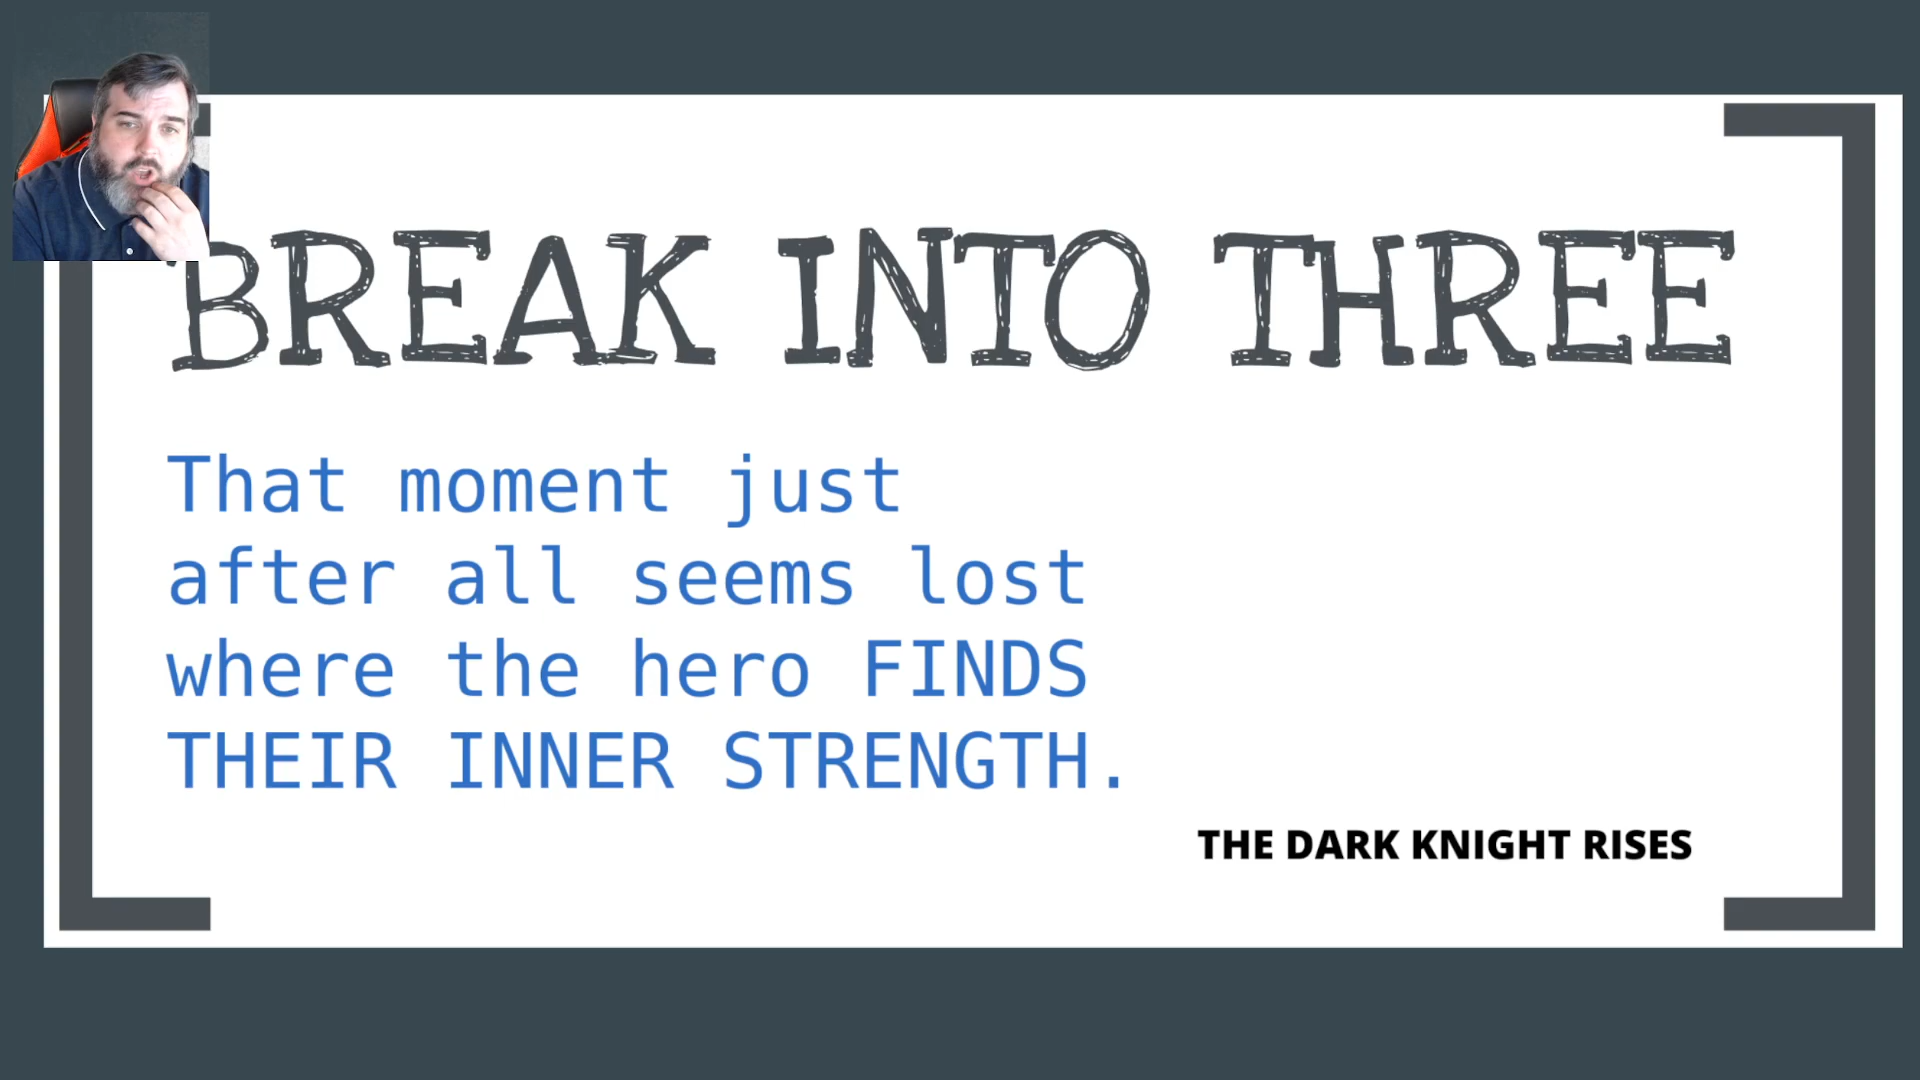 BREAK INTO THREE
That moment just
after all seems lost
where the hero FINDS
THEIR INNER STRENGTH.
THE DARK KNIGHT RISES